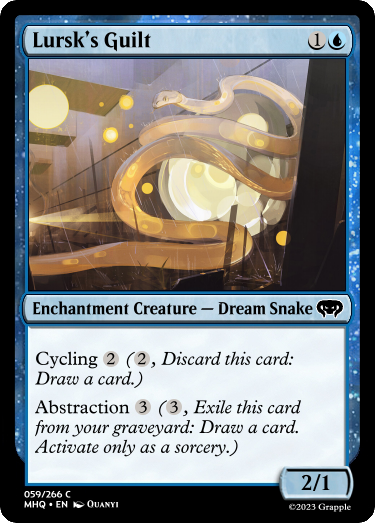 Lursk's Guilt 1
Enchantment Creature — Dream Snake
Cycling 2 (2, Discard this card:
Draw a card.)
Abstraction 3 (3, Exile this card
from your graveyard: Draw a card.
Activate only as a sorcery.)
2/1
059/266 C
MHQ • EN Quanyi
©2023 Grapple